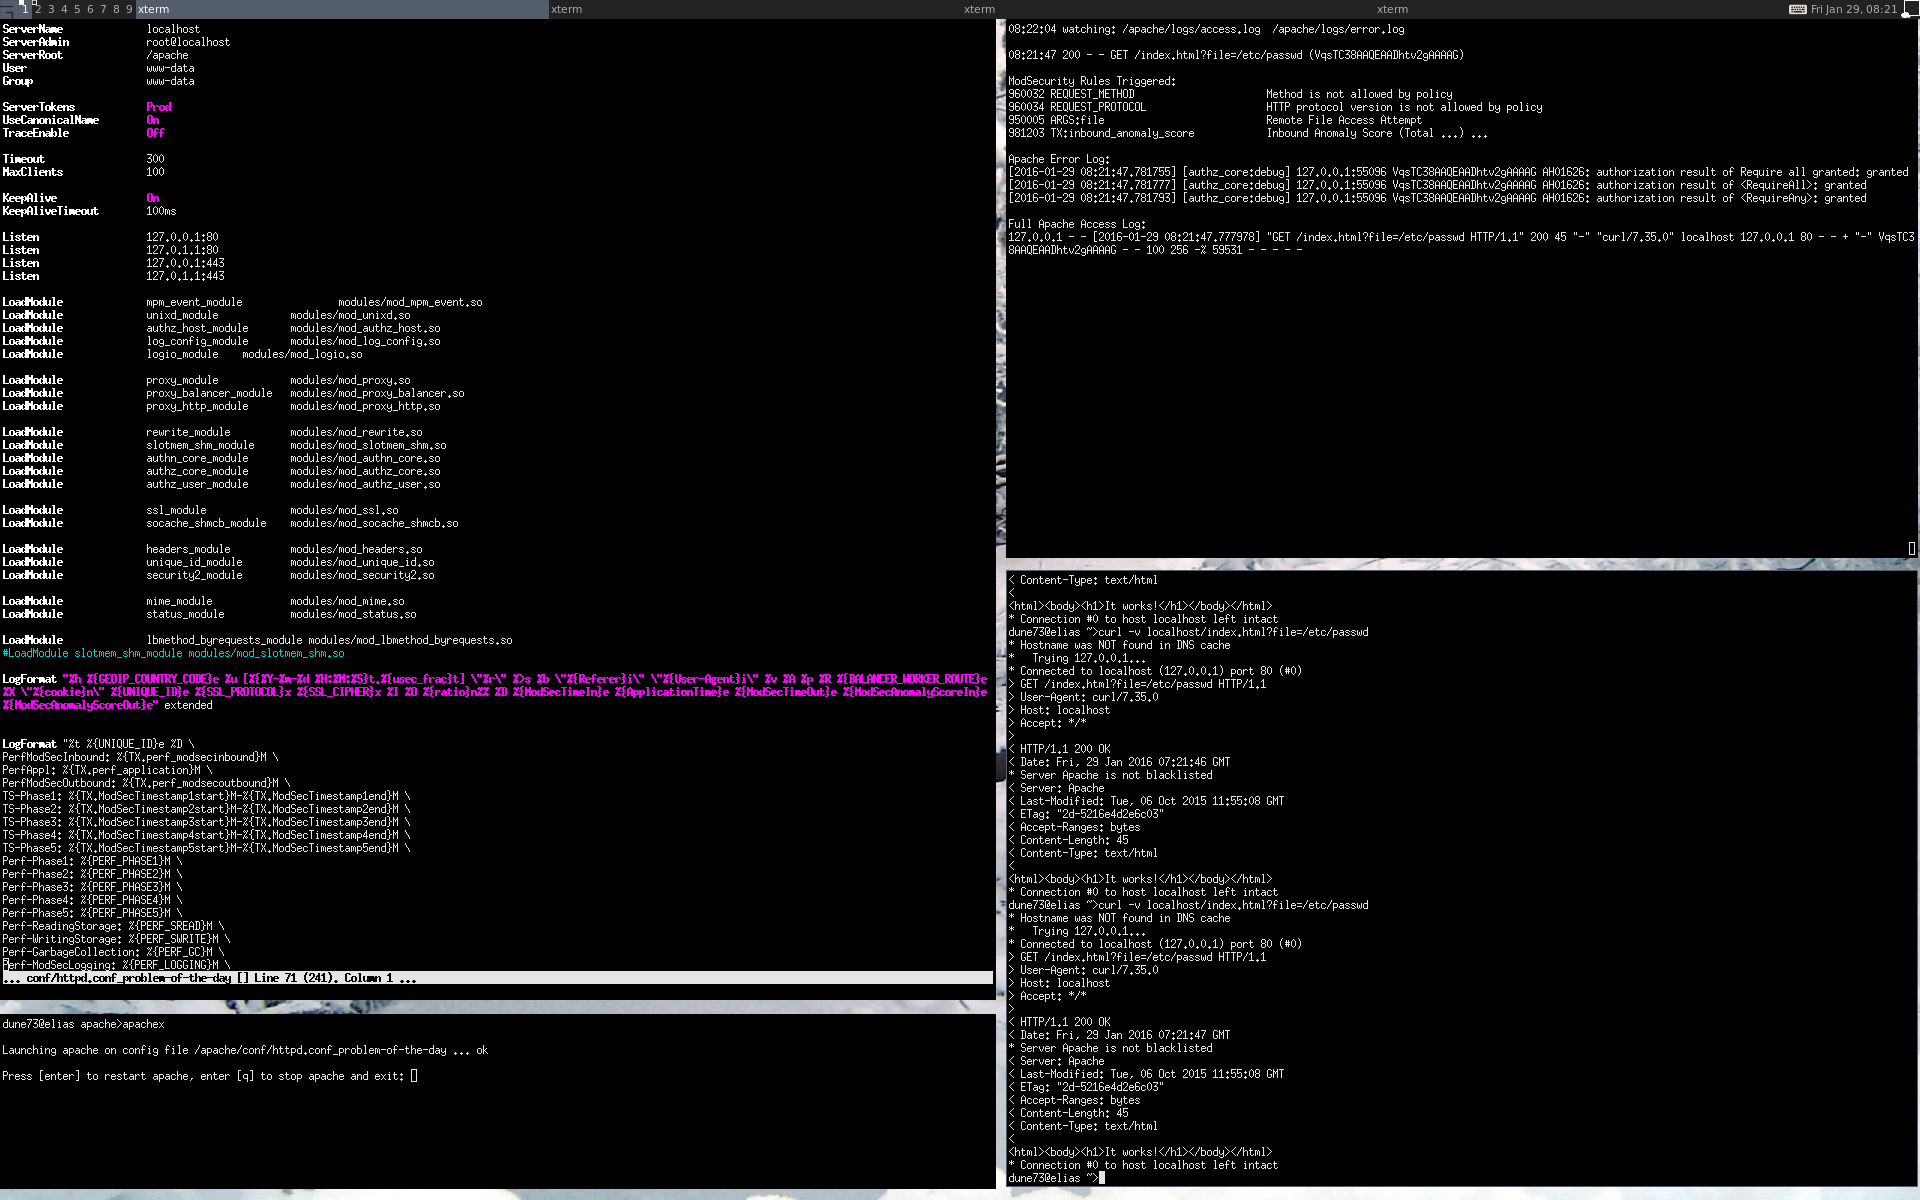 1 2 3 4 5 6 7 8 9 xterm xterm xterm xterm Fri Jan 29, 08:21
ServerName localhost
ServerAdmin root@localhost
ServerRoot /apache
User www-data
Group www-data
ServerTokens Prod
UseCanonicalName On
TraceEnable Off
Timeout 300
MaxClients 100
KeepAlive On
KeepAliveTimeout 100ms
Listen 127.0.0.1:80
Listen 127.0.1.1:80
Listen 127.0.0.1:443
Listen 127.0.1.1:443
LoadModule mpm_event_module modules/mod_mpm_event.so
LoadModule unixd_module modules/mod_unixd.so
LoadModule authz_host_module modules/mod_authz_host.so
LoadModule log_config_module modules/mod_log_config.so
LoadModule logio_module modules/mod_logio.so
LoadModule proxy_module modules/mod_proxy.so
LoadModule proxy_balancer_module modules/mod_proxy_balancer.so
LoadModule proxy_http_module modules/mod_proxy_http.so
LoadModule rewrite_module modules/mod_rewrite.so
LoadModule slotmem_shm_module modules/mod_slotmem_shm.so
LoadModule authn_core_module modules/mod_authn_core.so
LoadModule authz_core_module modules/mod_authz_core.so
LoadModule authz_user_module modules/mod_authz_user.so
LoadModule ssl_module modules/mod_ssl.so
LoadModule socache_shmcb_module modules/mod_socache_shmcb.so
LoadModule headers_module modules/mod_headers.so
LoadModule unique_id_module modules/mod_unique_id.so
LoadModule security2_module modules/mod_security2.so
LoadModule mime_module modules/mod_mime.so
LoadModule status_module modules/mod_status.so
LoadModule lbmethod_byrequests_module modules/mod_lbmethod_byrequests.so
#LoadModule slotmem_shm_module modules/mod_slotmem_shm.so
LogFormat "%h %{GEOIP_COUNTRY_CODE}e %u [%{%Y-%m-%d %H:%M:%S}t.%{usec_frac}t] \"%r\" %>s %b \"%{Referer}i\" \"%{User-Agent}i\" %v %A %p %R %{BALANCER_WORKER_ROUTE}e
%X \"%{cookie}n\" %{UNIQUE_ID}e %{SSL_PROTOCOL}x %{SSL_CIPHER}x %I %O %{ratio}n%% %D %{ModSecTimeIn}e %{ApplicationTime}e %{ModSecTimeOut}e %{ModSecAnomalyScoreIn}e
%{ModSecAnomalyScoreOut}e" extended
LogFormat "%t %{UNIQUE_ID}e %D \
PerfModSecInbound: %{TX.perf_modsecinbound}M \
PerfAppl: %{TX.perf_application}M \
PerfModSecOutbound: %{TX.perf_modsecoutbound}M \
TS-Phase1: %{TX.ModSecTimestamp1start}M-%{TX.ModSecTimestamp1end}M \
TS-Phase2: %{TX.ModSecTimestamp2start}M-%{TX.ModSecTimestamp2end}M \
TS-Phase3: %{TX.ModSecTimestamp3start}M-%{TX.ModSecTimestamp3end}M \
TS-Phase4: %{TX.ModSecTimestamp4start}M-%{TX.ModSecTimestamp4end}M \
TS-Phase5: %{TX.ModSecTimestamp5start}M-%{TX.ModSecTimestamp5end}M \
Perf-Phase1: %{PERF_PHASE1}M \
Perf-Phase2: %{PERF_PHASE2}M \
Perf-Phase3: %{PERF_PHASE3}M \
Perf-Phase4: %{PERF_PHASE4}M \
Perf-Phase5: %{PERF_PHASE5}M \
Perf-ReadingStorage: %{PERF_SREAD}M \
Perf-WritingStorage: %{PERF_SWRITE}M \
Perf-GarbageCollection: %{PERF_GC}M \
Perf-ModSecLogging: %{PERF_LOGGING}M \
... conf/httpd.conf_problem-of-the-day [] Line 71 (241), Column 1 ...
dune73@elias apache>apachex
Launching apache on config file /apache/conf/httpd.conf_problem-of-the-day ... ok
Press [enter] to restart apache, enter [q] to stop apache and exit:
08:22:04 watching: /apache/logs/access.log /apache/logs/error.log
08:21:47 200 - - GET /index.html?file=/etc/passwd (VqsTC38AAQEAADhtv2gAAAAG)
ModSecurity Rules Triggered:
960032 REQUEST_METHOD Method is not allowed by policy
960034 REQUEST_PROTOCOL HTTP protocol version is not allowed by policy
950005 ARGS:file Remote File Access Attempt
981203 TX:inbound_anomaly_score Inbound Anomaly Score (Total ...) ...
Apache Error Log:
[2016-01-29 08:21:47.781755] [authz_core:debug] 127.0.0.1:55096 VqsTC38AAQEAADhtv2gAAAAG AH01626: authorization result of Require all granted: granted
[2016-01-29 08:21:47.781777] [authz_core:debug] 127.0.0.1:55096 VqsTC38AAQEAADhtv2gAAAAG AH01626: authorization result of <RequireAll>: granted
[2016-01-29 08:21:47.781793] [authz_core:debug] 127.0.0.1:55096 VqsTC38AAQEAADhtv2gAAAAG AH01626: authorization result of <RequireAny>: granted
Full Apache Access Log:
127.0.0.1 - - [2016-01-29 08:21:47.777978] "GET /index.html?file=/etc/passwd HTTP/1.1" 200 45 "-" "curl/7.35.0" localhost 127.0.0.1 80 - - + "-" VqsTC3
8AAQEAADhtv2gAAAAG - - 100 256 -% 59531 - - - - -
< Content-Type: text/html
<
<html><body><h1>It works!</h1></body></html>
* Connection #0 to host localhost left intact
dune73@elias ~>curl -v localhost/index.html?file=/etc/passwd
* Hostname was NOT found in DNS cache
* Trying 127.0.0.1...
* Connected to localhost (127.0.0.1) port 80 (#0)
> GET /index.html?file=/etc/passwd HTTP/1.1
> User-Agent: curl/7.35.0
> Host: localhost
> Accept: */*
>
< HTTP/1.1 200 OK
< Date: Fri, 29 Jan 2016 07:21:46 GMT
* Server Apache is not blacklisted
< Server: Apache
< Last-Modified: Tue, 06 Oct 2015 11:55:08 GMT
< ETag: "2d-5216e4d2e6c03"
< Accept-Ranges: bytes
< Content-Length: 45
< Content-Type: text/html
<
<html><body><h1>It works!</h1></body></html>
* Connection #0 to host localhost left intact
dune73@elias ~>curl -v localhost/index.html?file=/etc/passwd
* Hostname was NOT found in DNS cache
* Trying 127.0.0.1...
* Connected to localhost (127.0.0.1) port 80 (#0)
> GET /index.html?file=/etc/passwd HTTP/1.1
> User-Agent: curl/7.35.0
> Host: localhost
> Accept: */*
>
< HTTP/1.1 200 OK
< Date: Fri, 29 Jan 2016 07:21:47 GMT
* Server Apache is not blacklisted
< Server: Apache
< Last-Modified: Tue, 06 Oct 2015 11:55:08 GMT
< ETag: "2d-5216e4d2e6c03"
< Accept-Ranges: bytes
< Content-Length: 45
< Content-Type: text/html
<
<html><body><h1>It works!</h1></body></html>
* Connection #0 to host localhost left intact
dune73@elias ~>